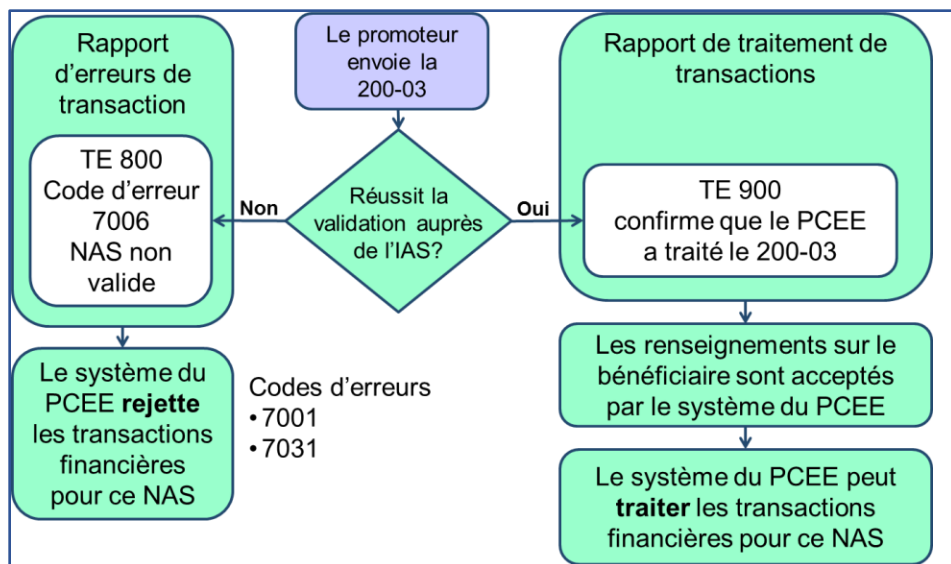 Rapport
d’erreurs de
transaction
TE 800
Code d’erreur
7006
NAS non
valide
Le système du
PCEE rejette
les transactions
financières
pour ce NAS
Le promoteur
envoie la
200-03
Réussit la
validation auprès
de l’IAS?
Non
Oui
Codes d’erreurs
•7001
•7031
Rapport de traitement de
transactions
TE 900
confirme que le PCEE
a traité le 200-03
Les renseignements sur le
bénéficiaire sont acceptés
par le système du PCEE
Le système du PCEE peut
traiter les transactions
financières pour ce NAS